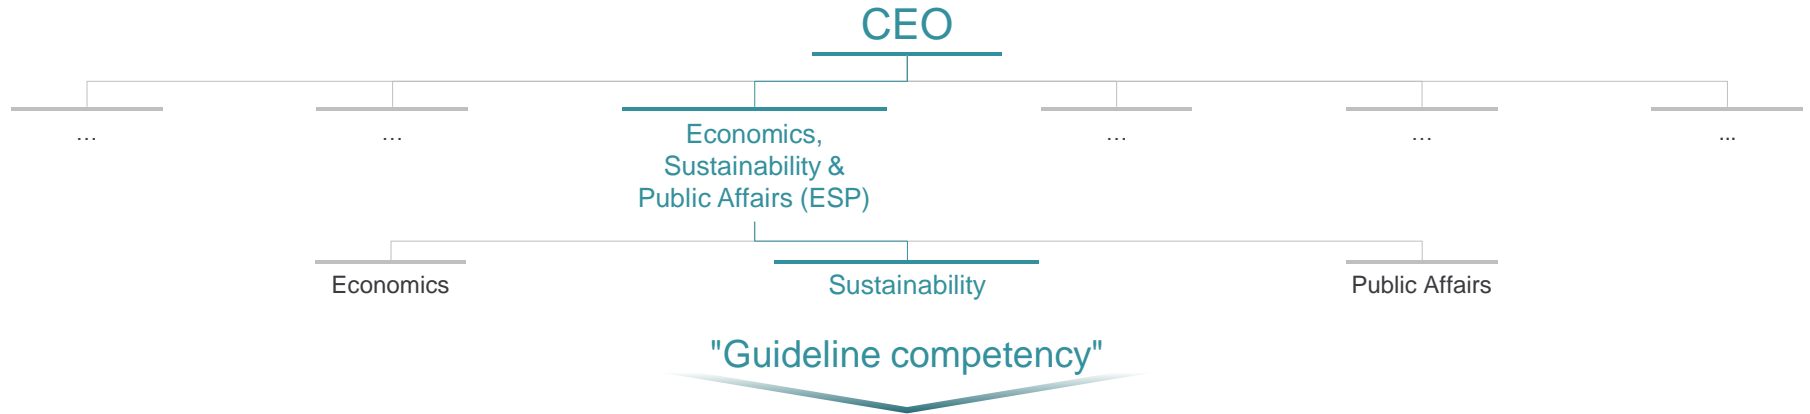 CEO
…
…
Economics,
Sustainability &
Public Affairs (ESP)
…
…
...
Economics
Sustainability
Public Affairs
"Guideline competency"